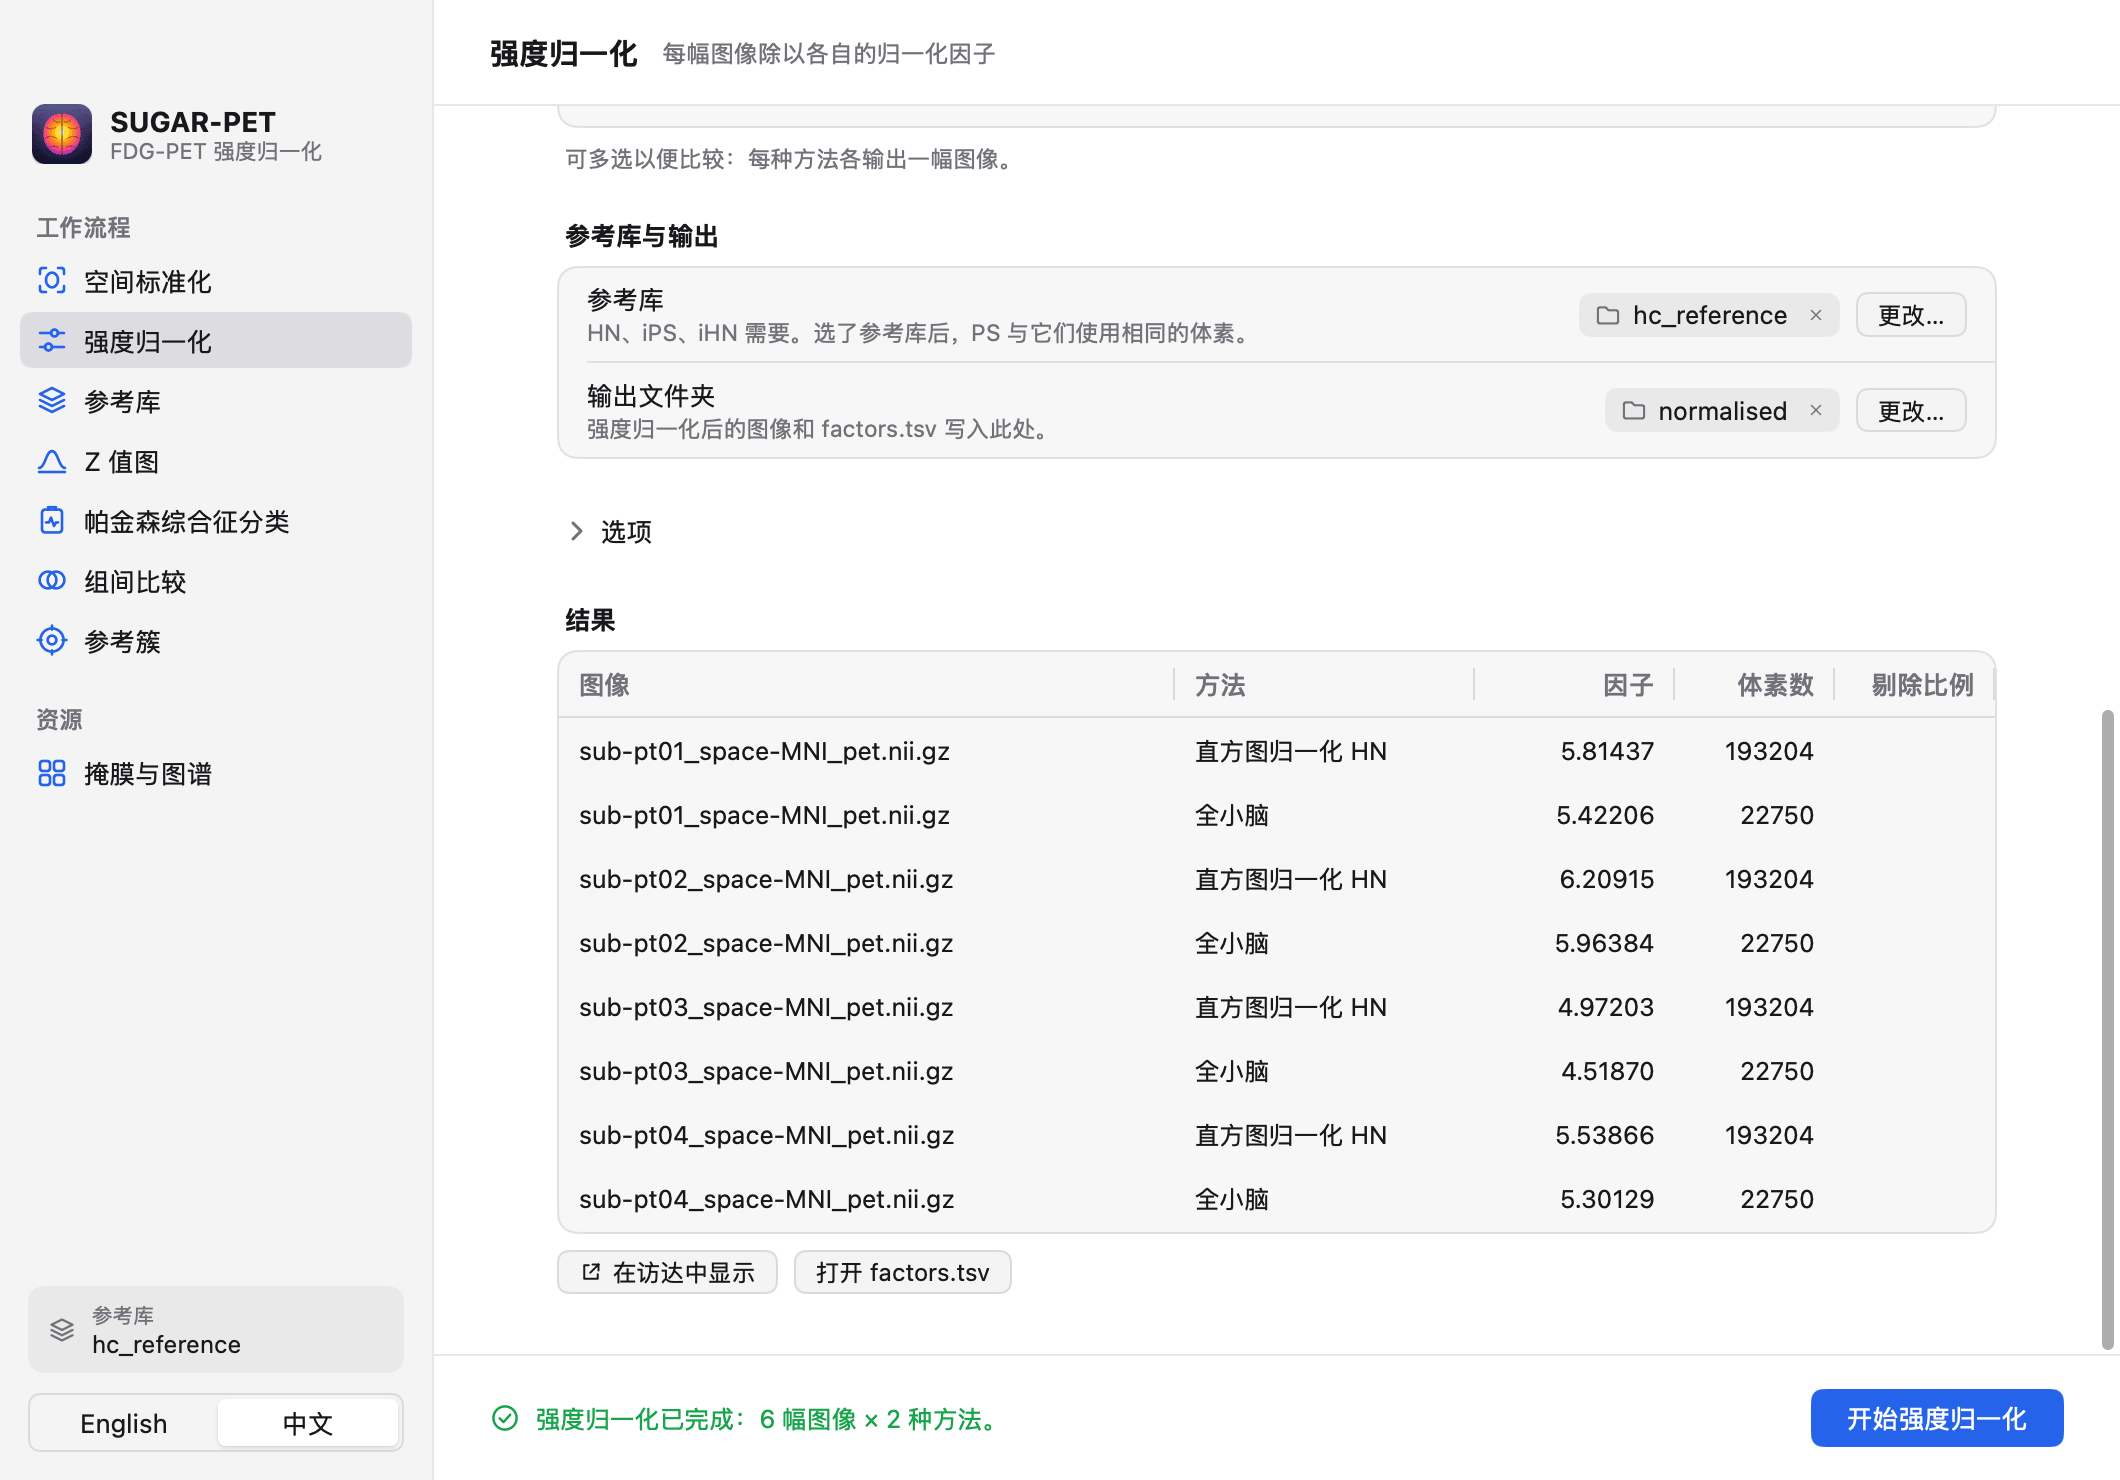 SUGAR-PET
FDG-PET 强度归一化
工作流程
空间标准化
强度归一化
参考库
Z 值图
帕金森综合征分类
组间比较
参考簇
资源
掩膜与图谱
参考库
hc_reference
English 中文
强度归一化 每幅图像除以各自的归一化因子
可多选以便比较：每种方法各输出一幅图像。
参考库与输出
参考库
HN、iPS、iHN 需要。选了参考库后，PS 与它们使用相同的体素。
hc_reference × 更改...
输出文件夹
强度归一化后的图像和 factors.tsv 写入此处。
normalised × 更改...
选项
结果
图像 方法 因子 体素数 剔除比例
sub-pt01_space-MNI_pet.nii.gz 直方图归一化 HN 5.81437 193204
sub-pt01_space-MNI_pet.nii.gz 全小脑 5.42206 22750
sub-pt02_space-MNI_pet.nii.gz 直方图归一化 HN 6.20915 193204
sub-pt02_space-MNI_pet.nii.gz 全小脑 5.96384 22750
sub-pt03_space-MNI_pet.nii.gz 直方图归一化 HN 4.97203 193204
sub-pt03_space-MNI_pet.nii.gz 全小脑 4.51870 22750
sub-pt04_space-MNI_pet.nii.gz 直方图归一化 HN 5.53866 193204
sub-pt04_space-MNI_pet.nii.gz 全小脑 5.30129 22750
在访达中显示 打开 factors.tsv
强度归一化已完成：6 幅图像 × 2 种方法。
开始强度归一化